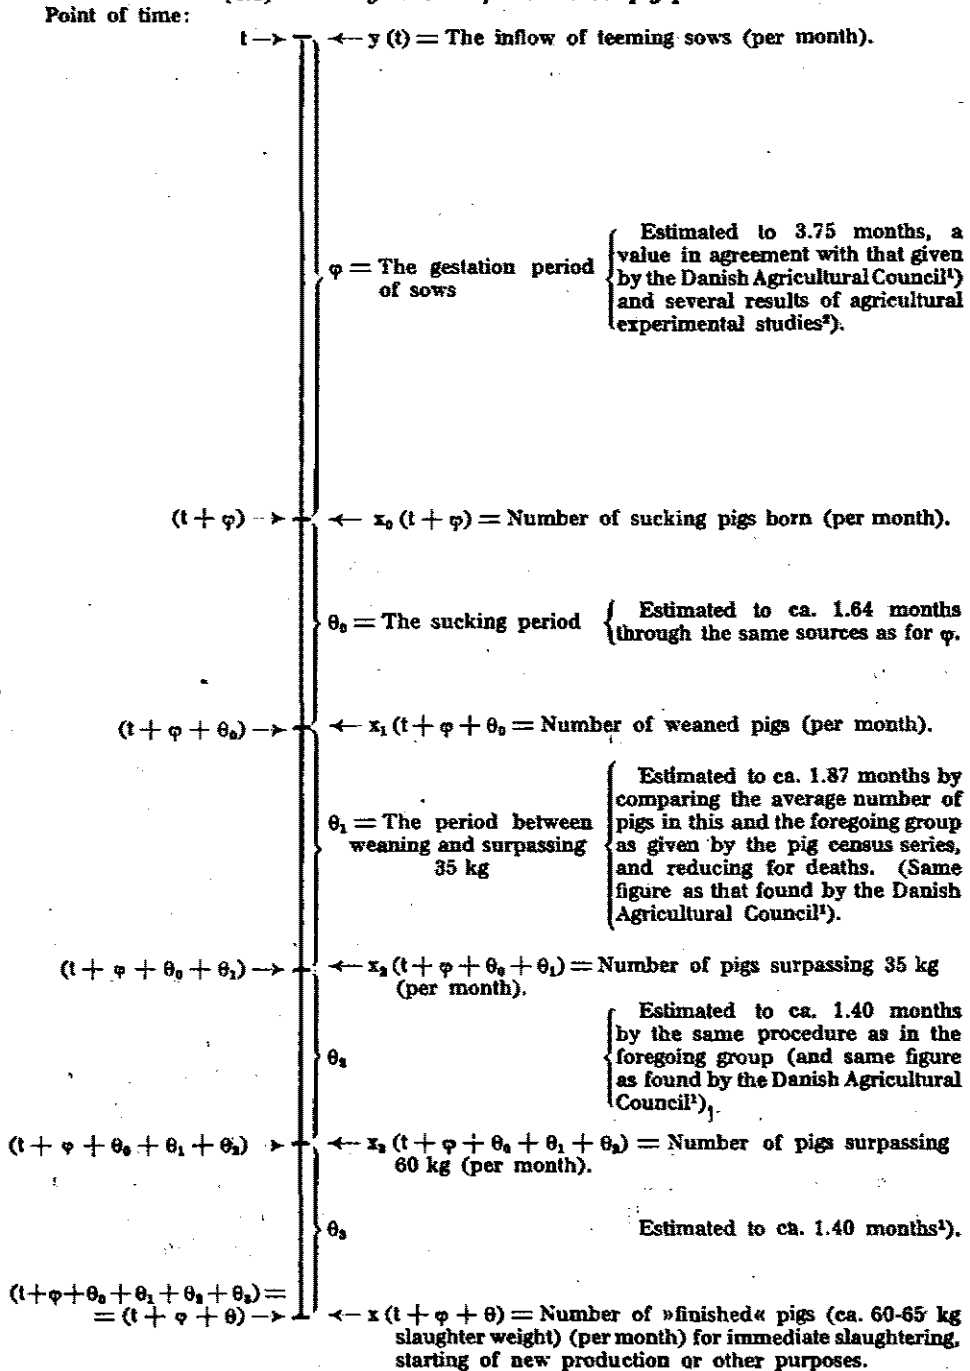 Point of time:
t → ← y (t) = The inflow of teeming sows (per month).
φ = The gestation period
of sows
Estimated to 3.75 months, a
value in agreement with that given
by the Danish Agricultural Council¹)
and several results of agricultural
experimental studies²).
(t + φ) → ← x₀ (t + φ) = Number of sucking pigs born (per month).
θ₀ = The sucking period
Estimated to ca. 1.64 months
through the same sources as for φ.
(t + φ + θ₀) → ← x₁ (t + φ + θ₀ = Number of weaned pigs (per month).
θ₁ = The period between
weaning and surpassing
35 kg
Estimated to ca. 1.87 months by
comparing the average number of
pigs in this and the foregoing group
as given by the pig census series,
and reducing for deaths. (Same
figure as that found by the Danish
Agricultural Council¹).
(t + φ + θ₀ + θ₁) → ← x₂ (t + φ + θ₀ + θ₁) = Number of pigs surpassing 35 kg
(per month).
θ₂
Estimated to ca. 1.40 months
by the same procedure as in the
foregoing group (and same figure
as found by the Danish Agricultural
Council¹).
(t + φ + θ₀ + θ₁ + θ₂) → ← x₃ (t + φ + θ₀ + θ₁ + θ₂) = Number of pigs surpassing
60 kg (per month).
θ₃
Estimated to ca. 1.40 months¹).
(t+φ+θ₀+θ₁+θ₂+θ₃)=
= (t + φ + θ) → ← x (t + φ + θ) = Number of »finished« pigs (ca. 60-65 kg
slaughter weight) (per month) for immediate slaughtering,
starting of new production or other purposes.